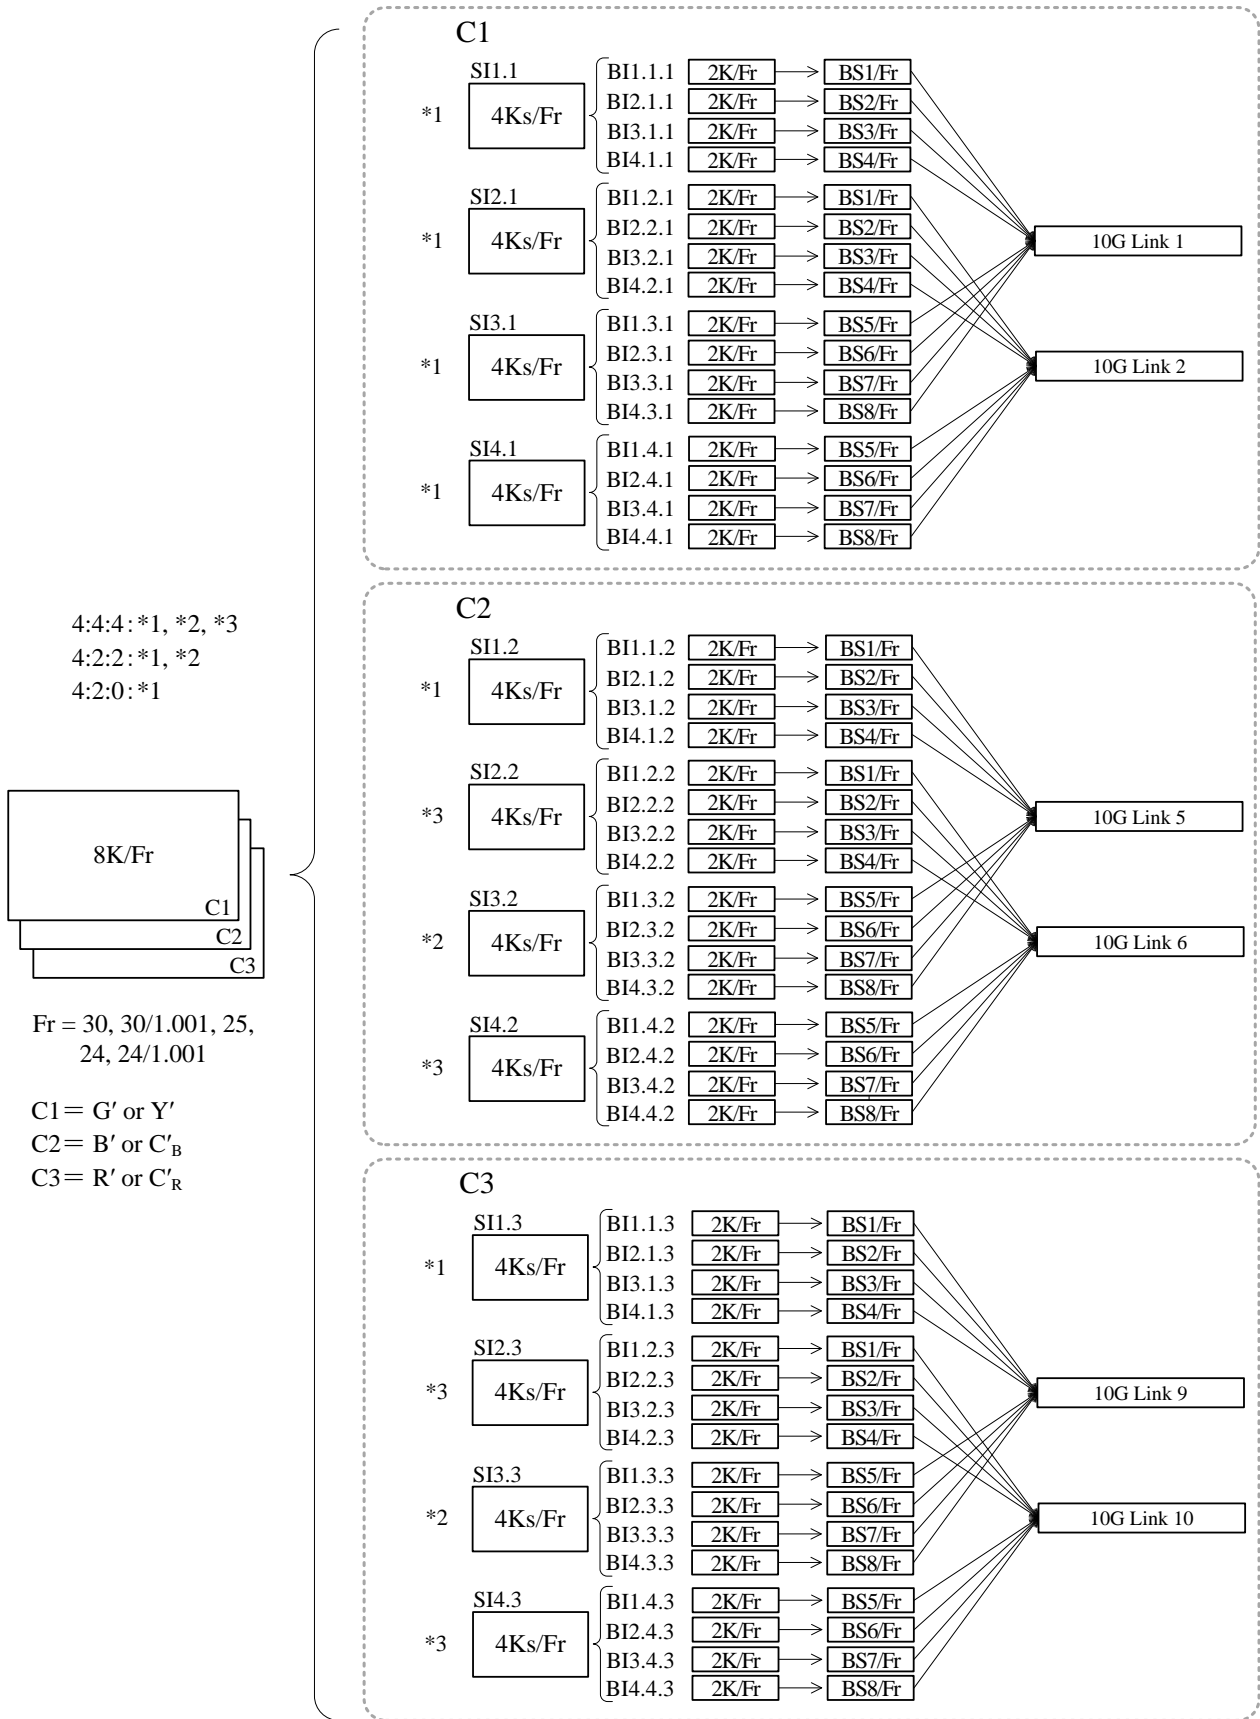 4:4:4: *1, *2, *3
4:2:2: *1, *2
4:2:0: *1
8K/Fr
C1
C2
C3
Fr = 30, 30/1.001, 25,
24, 24/1.001
C1 = G′ or Y′
C2 = B′ or C′B
C3 = R′ or C′R
C1
SI1.1
*1
4Ks/Fr
BI1.1.1 2K/Fr BS1/Fr
BI2.1.1 2K/Fr BS2/Fr
BI3.1.1 2K/Fr BS3/Fr
BI4.1.1 2K/Fr BS4/Fr
SI2.1
*1
4Ks/Fr
BI1.2.1 2K/Fr BS1/Fr
BI2.2.1 2K/Fr BS2/Fr
BI3.2.1 2K/Fr BS3/Fr
BI4.2.1 2K/Fr BS4/Fr
SI3.1
*1
4Ks/Fr
BI1.3.1 2K/Fr BS5/Fr
BI2.3.1 2K/Fr BS6/Fr
BI3.3.1 2K/Fr BS7/Fr
BI4.3.1 2K/Fr BS8/Fr
SI4.1
*1
4Ks/Fr
BI1.4.1 2K/Fr BS5/Fr
BI2.4.1 2K/Fr BS6/Fr
BI3.4.1 2K/Fr BS7/Fr
BI4.4.1 2K/Fr BS8/Fr
10G Link 1
10G Link 2
C2
SI1.2
*1
4Ks/Fr
BI1.1.2 2K/Fr BS1/Fr
BI2.1.2 2K/Fr BS2/Fr
BI3.1.2 2K/Fr BS3/Fr
BI4.1.2 2K/Fr BS4/Fr
SI2.2
*3
4Ks/Fr
BI1.2.2 2K/Fr BS1/Fr
BI2.2.2 2K/Fr BS2/Fr
BI3.2.2 2K/Fr BS3/Fr
BI4.2.2 2K/Fr BS4/Fr
SI3.2
*2
4Ks/Fr
BI1.3.2 2K/Fr BS5/Fr
BI2.3.2 2K/Fr BS6/Fr
BI3.3.2 2K/Fr BS7/Fr
BI4.3.2 2K/Fr BS8/Fr
SI4.2
*3
4Ks/Fr
BI1.4.2 2K/Fr BS5/Fr
BI2.4.2 2K/Fr BS6/Fr
BI3.4.2 2K/Fr BS7/Fr
BI4.4.2 2K/Fr BS8/Fr
10G Link 5
10G Link 6
C3
SI1.3
*1
4Ks/Fr
BI1.1.3 2K/Fr BS1/Fr
BI2.1.3 2K/Fr BS2/Fr
BI3.1.3 2K/Fr BS3/Fr
BI4.1.3 2K/Fr BS4/Fr
SI2.3
*3
4Ks/Fr
BI1.2.3 2K/Fr BS1/Fr
BI2.2.3 2K/Fr BS2/Fr
BI3.2.3 2K/Fr BS3/Fr
BI4.2.3 2K/Fr BS4/Fr
SI3.3
*2
4Ks/Fr
BI1.3.3 2K/Fr BS5/Fr
BI2.3.3 2K/Fr BS6/Fr
BI3.3.3 2K/Fr BS7/Fr
BI4.3.3 2K/Fr BS8/Fr
SI4.3
*3
4Ks/Fr
BI1.4.3 2K/Fr BS5/Fr
BI2.4.3 2K/Fr BS6/Fr
BI3.4.3 2K/Fr BS7/Fr
BI4.4.3 2K/Fr BS8/Fr
10G Link 9
10G Link 10